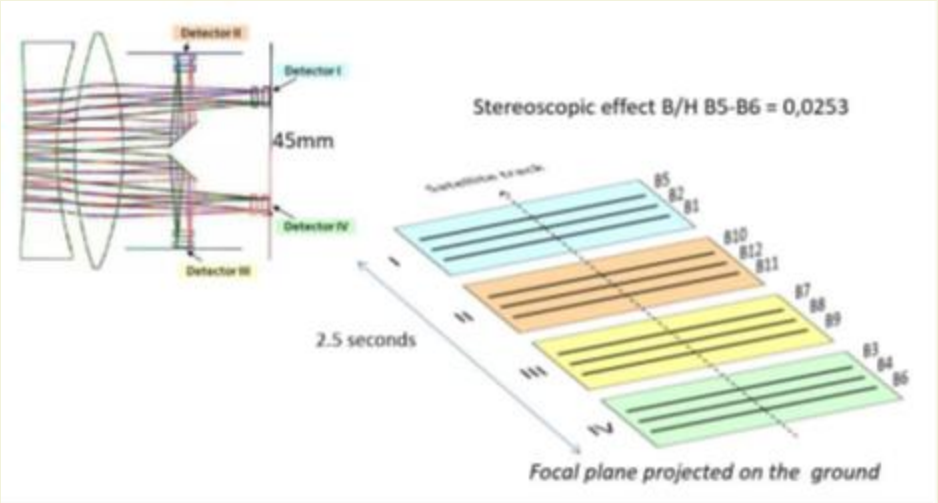 Detector II
Detector I
45mm
Detector IV
Detector III
Stereoscopic effect B/H B5-B6 = 0,0253
Satellite track
B5
B2
B1
I
B10
B12
B11
II
B7
B8
B9
III
B3
B4
B6
IV
2.5 seconds
Focal plane projected on the ground